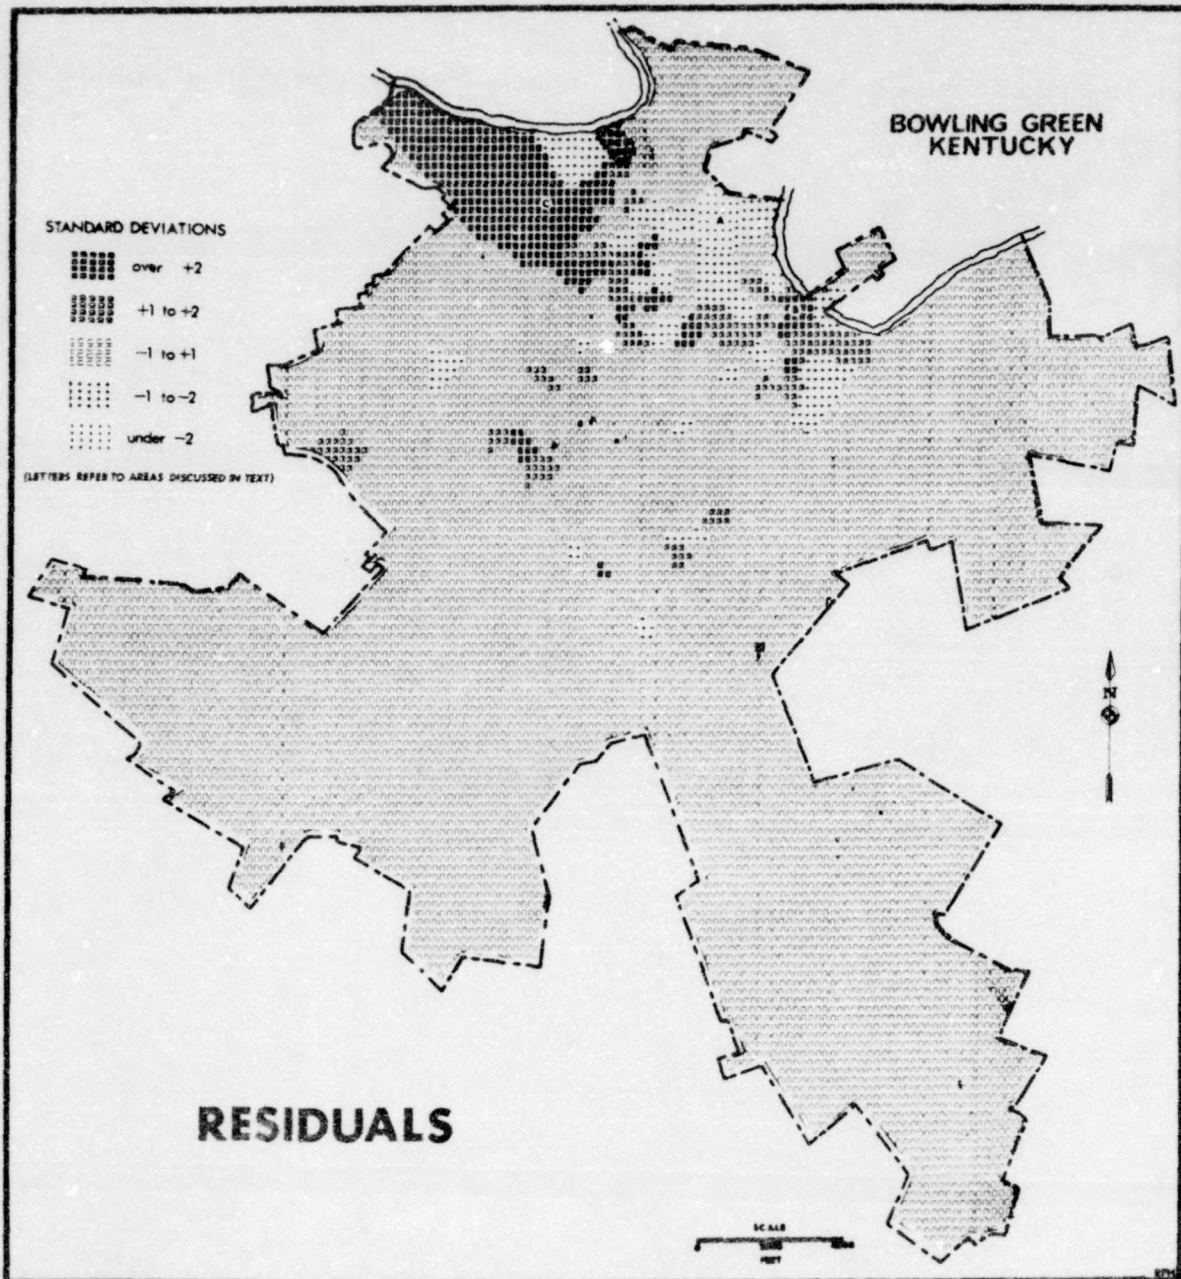 BOWLING GREEN
KENTUCKY
STANDARD DEVIATIONS
over +2
+1 to +2
-1 to +1
-1 to -2
under -2
(LETTERS REFER TO AREAS DISCUSSED IN TEXT)
C
A
N
RESIDUALS
SCALE
FEET